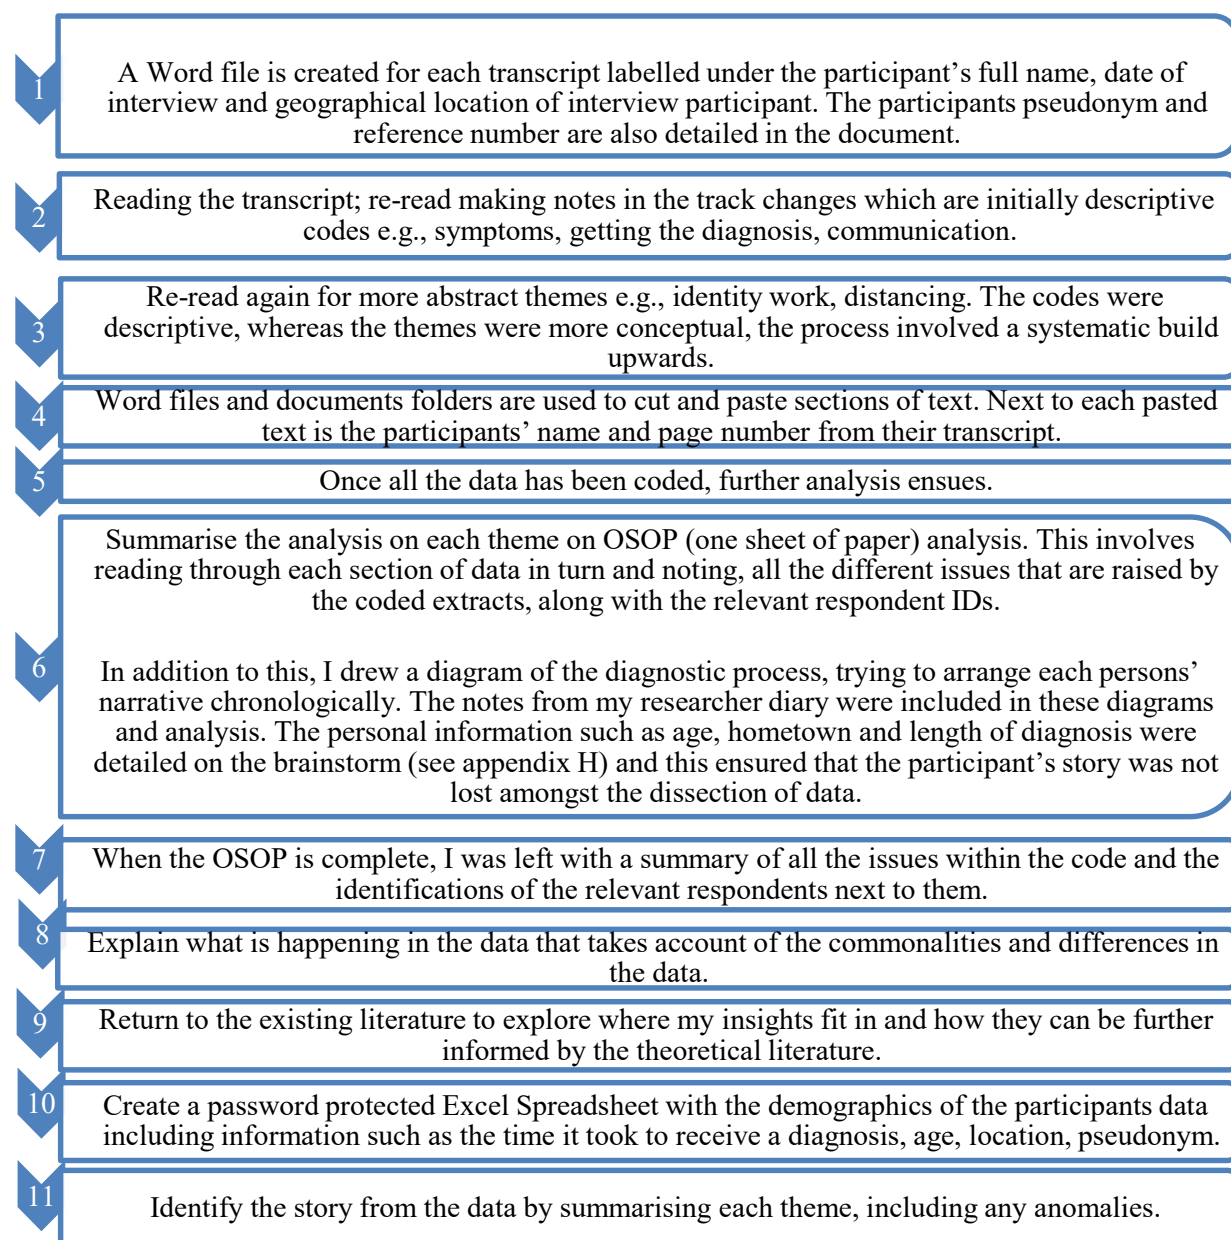 1
A Word file is created for each transcript labelled under the participant’s full name, date of
interview and geographical location of interview participant. The participants pseudonym and
reference number are also detailed in the document.
2
Reading the transcript; re-read making notes in the track changes which are initially descriptive
codes e.g., symptoms, getting the diagnosis, communication.
3
Re-read again for more abstract themes e.g., identity work, distancing. The codes were
descriptive, whereas the themes were more conceptual, the process involved a systematic build
upwards.
4
Word files and documents folders are used to cut and paste sections of text. Next to each pasted
text is the participants’ name and page number from their transcript.
5
Once all the data has been coded, further analysis ensues.
6
Summarise the analysis on each theme on OSOP (one sheet of paper) analysis. This involves
reading through each section of data in turn and noting, all the different issues that are raised by
the coded extracts, along with the relevant respondent IDs.
In addition to this, I drew a diagram of the diagnostic process, trying to arrange each persons’
narrative chronologically. The notes from my researcher diary were included in these diagrams
and analysis. The personal information such as age, hometown and length of diagnosis were
detailed on the brainstorm (see appendix H) and this ensured that the participant’s story was not
lost amongst the dissection of data.
7
When the OSOP is complete, I was left with a summary of all the issues within the code and the
identifications of the relevant respondents next to them.
8
Explain what is happening in the data that takes account of the commonalities and differences in
the data.
9
Return to the existing literature to explore where my insights fit in and how they can be further
informed by the theoretical literature.
10
Create a password protected Excel Spreadsheet with the demographics of the participants data
including information such as the time it took to receive a diagnosis, age, location, pseudonym.
11
Identify the story from the data by summarising each theme, including any anomalies.